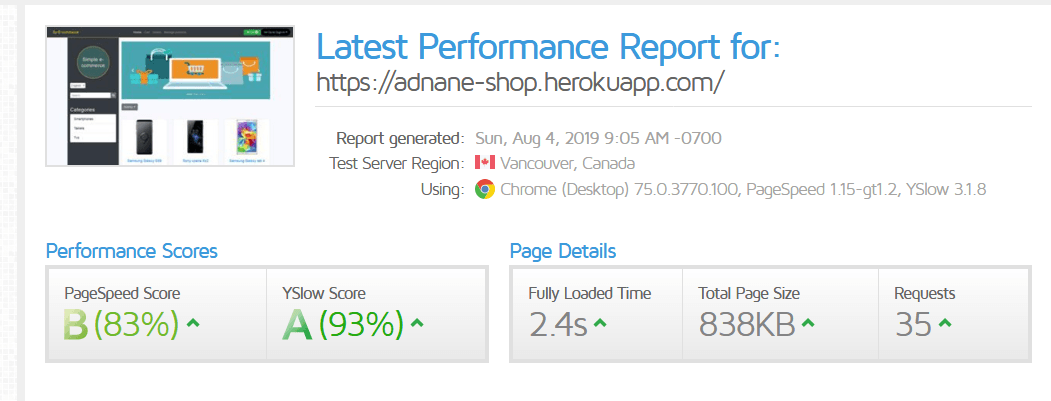 Latest Performance Report for:
https://adnane-shop.herokuapp.com/
Simple e-commerce
Categories
Report generated: Sun, Aug 4, 2019 9:05 AM -0700
Test Server Region: Vancouver, Canada
Using: Chrome (Desktop) 75.0.3770.100, PageSpeed 1.15-gt1.2, YSlow 3.1.8
Performance Scores
Page Details
PageSpeed Score
YSlow Score
Fully Loaded Time
Total Page Size
Requests
B (83%)
A (93%)
2.4s
838KB
35